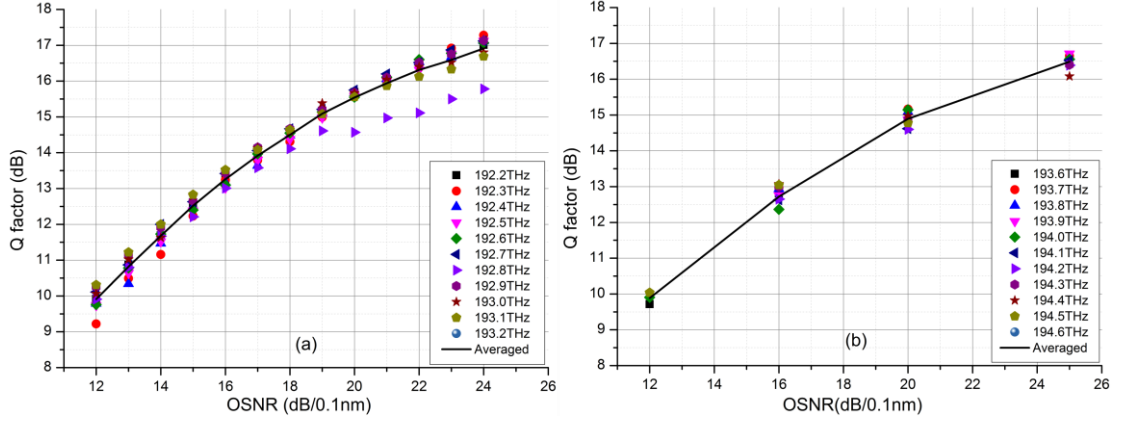 18
17
16
15
14
13
12
11
10
9
8
Q factor (dB)
12 14 16 18 20 22 24 26
OSNR (dB/0.1nm)
(a)
192.2THz
192.3THz
192.4THz
192.5THz
192.6THz
192.7THz
192.8THz
192.9THz
193.0THz
193.1THz
193.2THz
Averaged
18
17
16
15
14
13
12
11
10
9
8
Q factor (dB)
12 14 16 18 20 22 24 26
OSNR(dB/0.1nm)
(b)
193.6THz
193.7THz
193.8THz
193.9THz
194.0THz
194.1THz
194.2THz
194.3THz
194.4THz
194.5THz
194.6THz
Averaged